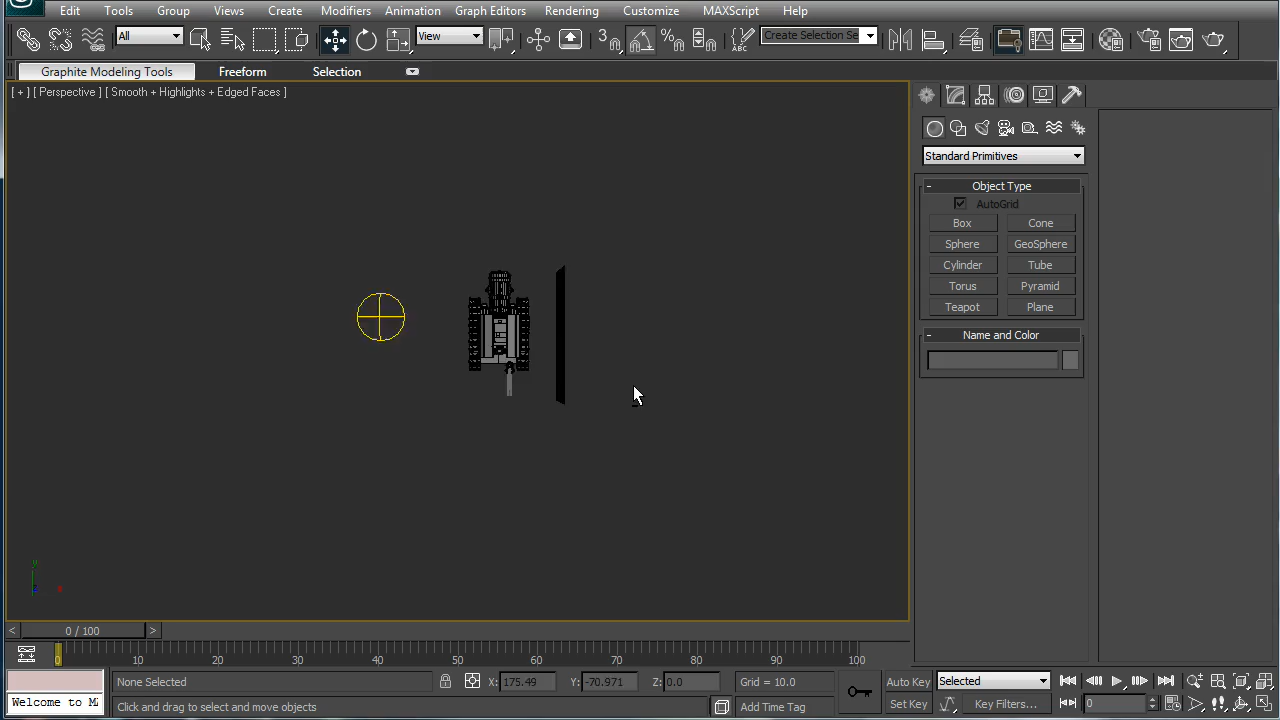 Edit Tools Group Views Create Modifiers Animation Graph Editors Rendering Customize MAXScript Help
All View 3 % ABC Create Selection Se
Graphite Modeling Tools Freeform Selection
[ + ] [ Perspective ] [ Smooth + Highlights + Edged Faces ]
Standard Primitives
- Object Type
AutoGrid
Box Cone
Sphere GeoSphere
Cylinder Tube
Torus Pyramid
Teapot Plane
- Name and Color
y
x
< 0 / 100 >
0 10 20 30 40 50 60 70 80 90 100
None Selected X: 175.49 Y: -70.971 Z: 0.0 Grid = 10.0 Auto Key Selected
Welcome to M Click and drag to select and move objects Add Time Tag Set Key Key Filters... 0